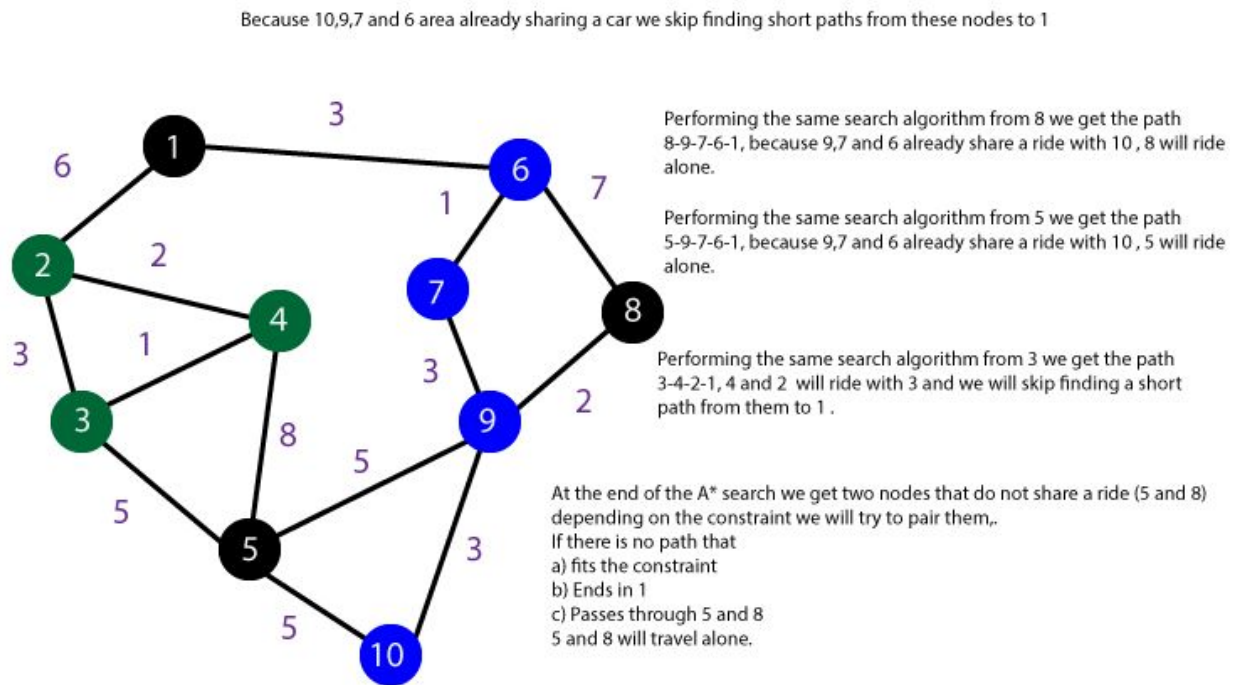 Because 10,9,7 and 6 area already sharing a car we skip finding short paths from these nodes to 1
3
Performing the same search algorithm from 8 we get the path
8-9-7-6-1, because 9,7 and 6 already share a ride with 10 , 8 will ride
alone.
1
6
6
7
1
Performing the same search algorithm from 5 we get the path
5-9-7-6-1, because 9,7 and 6 already share a ride with 10 , 5 will ride
alone.
2
2
7
4
8
3
1
Performing the same search algorithm from 3 we get the path
3-4-2-1, 4 and 2 will ride with 3 and we will skip finding a short
path from them to 1 .
3
2
3
9
8
5
At the end of the A* search we get two nodes that do not share a ride (5 and 8)
depending on the constraint we will try to pair them,.
If there is no path that
a) fits the constraint
b) Ends in 1
c) Passes through 5 and 8
5 and 8 will travel alone.
5
5
3
5
10